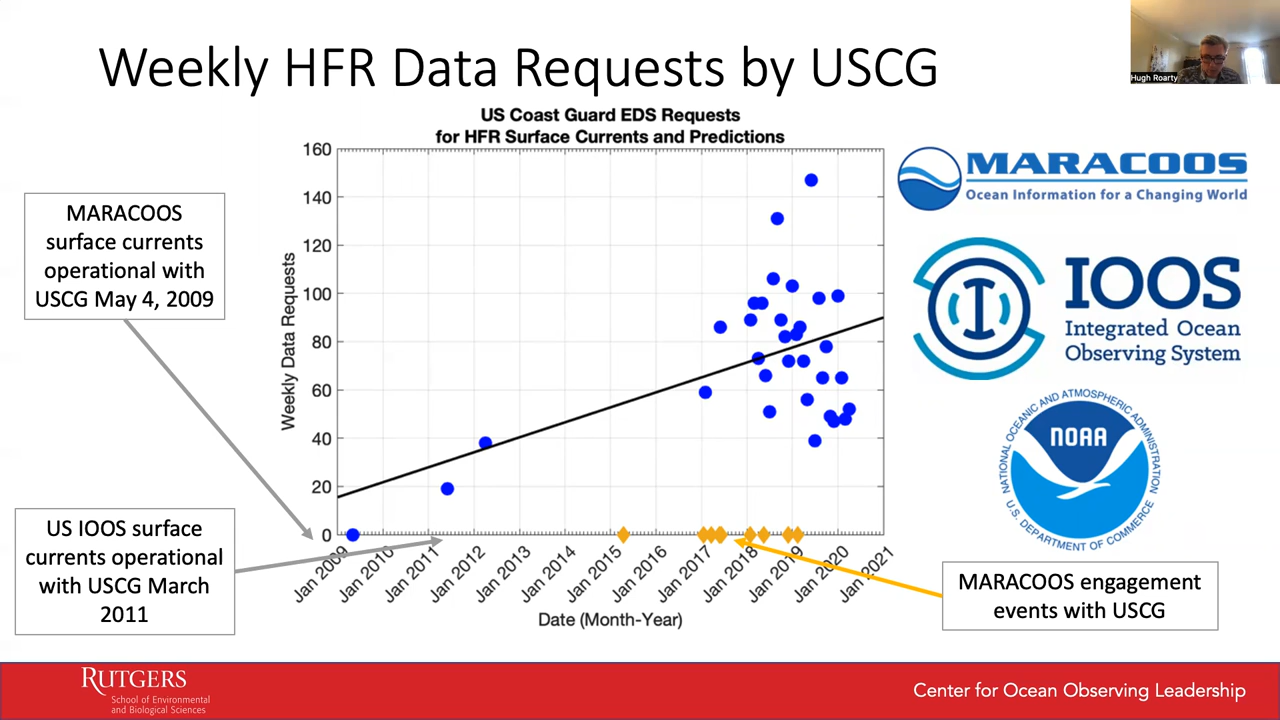 Weekly HFR Data Requests by USCG
Hugh Roarty
US Coast Guard EDS Requests
for HFR Surface Currents and Predictions
160
140
120
100
80
60
40
20
0
Weekly Data Requests
Jan 2009
Jan 2010
Jan 2011
Jan 2012
Jan 2013
Jan 2014
Jan 2015
Jan 2016
Jan 2017
Jan 2018
Jan 2019
Jan 2020
Jan 2021
Date (Month-Year)
MARACOOS
surface currents
operational with
USCG May 4, 2009
US IOOS surface
currents operational
with USCG March
2011
MARACOOS
Ocean Information for a Changing World
IOOS
Integrated Ocean
Observing System
NATIONAL OCEANIC AND ATMOSPHERIC ADMINISTRATION
NOAA
U.S. DEPARTMENT OF COMMERCE
MARACOOS engagement
events with USCG
RUTGERS
School of Environmental
and Biological Sciences
Center for Ocean Observing Leadership